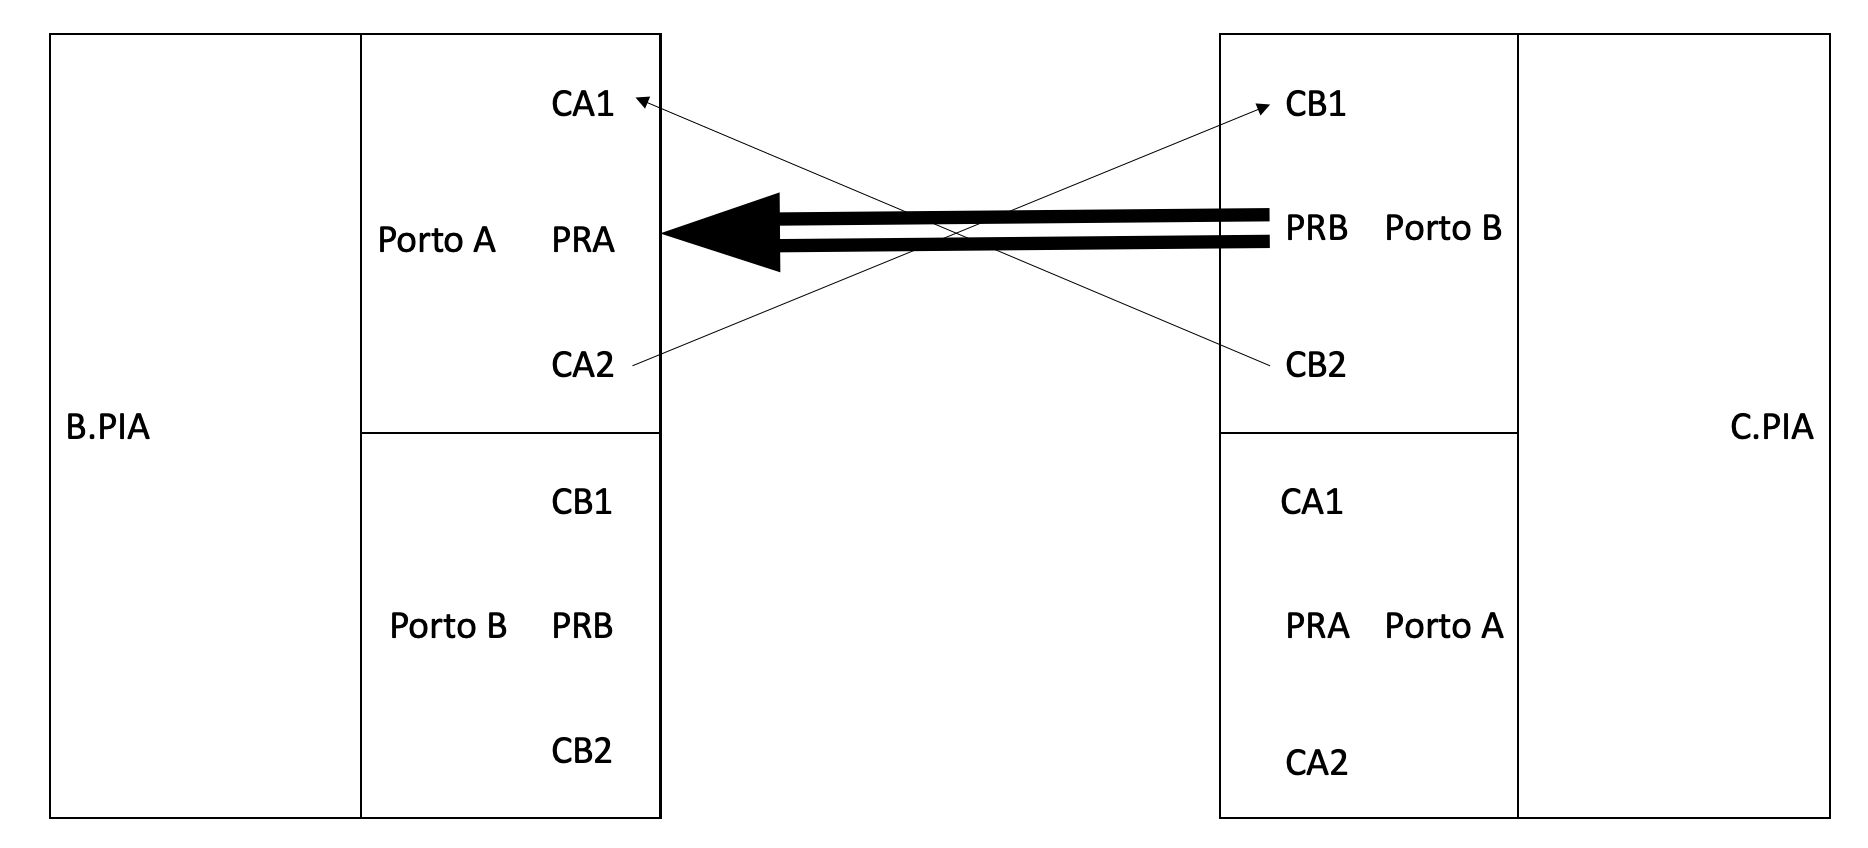 CA1
Porto A PRA
CA2
B.PIA
CB1
Porto B PRB
CB2
CB1
PRB Porto B
CB2
C.PIA
CA1
PRA Porto A
CA2